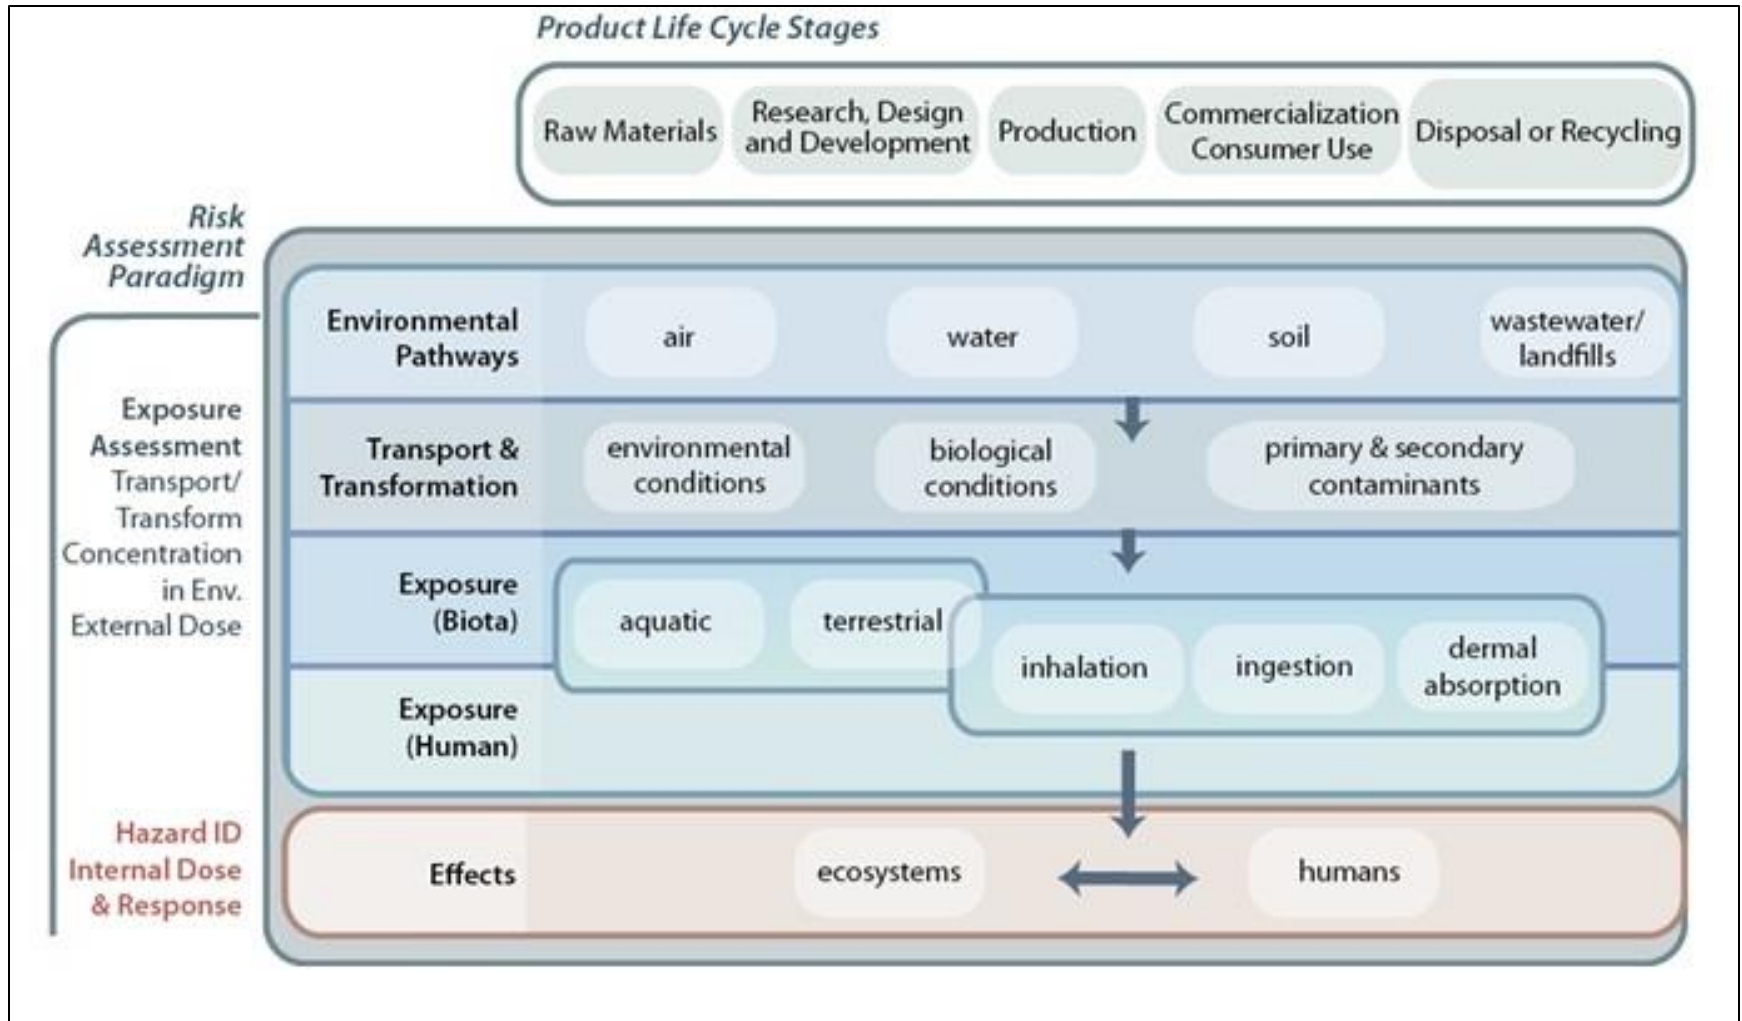 Product Life Cycle Stages
Raw Materials
Research, Design
and Development
Production
Commercialization
Consumer Use
Disposal or Recycling
Risk
Assessment
Paradigm
Environmental
Pathways
air
water
soil
wastewater/
landfills
Exposure
Assessment
Transport/
Transform
Concentration
in Env.
External Dose
Transport &
Transformation
environmental
conditions
biological
conditions
primary & secondary
contaminants
Exposure
(Biota)
aquatic
terrestrial
inhalation
ingestion
dermal
absorption
Exposure
(Human)
Hazard ID
Internal Dose
& Response
Effects
ecosystems
humans